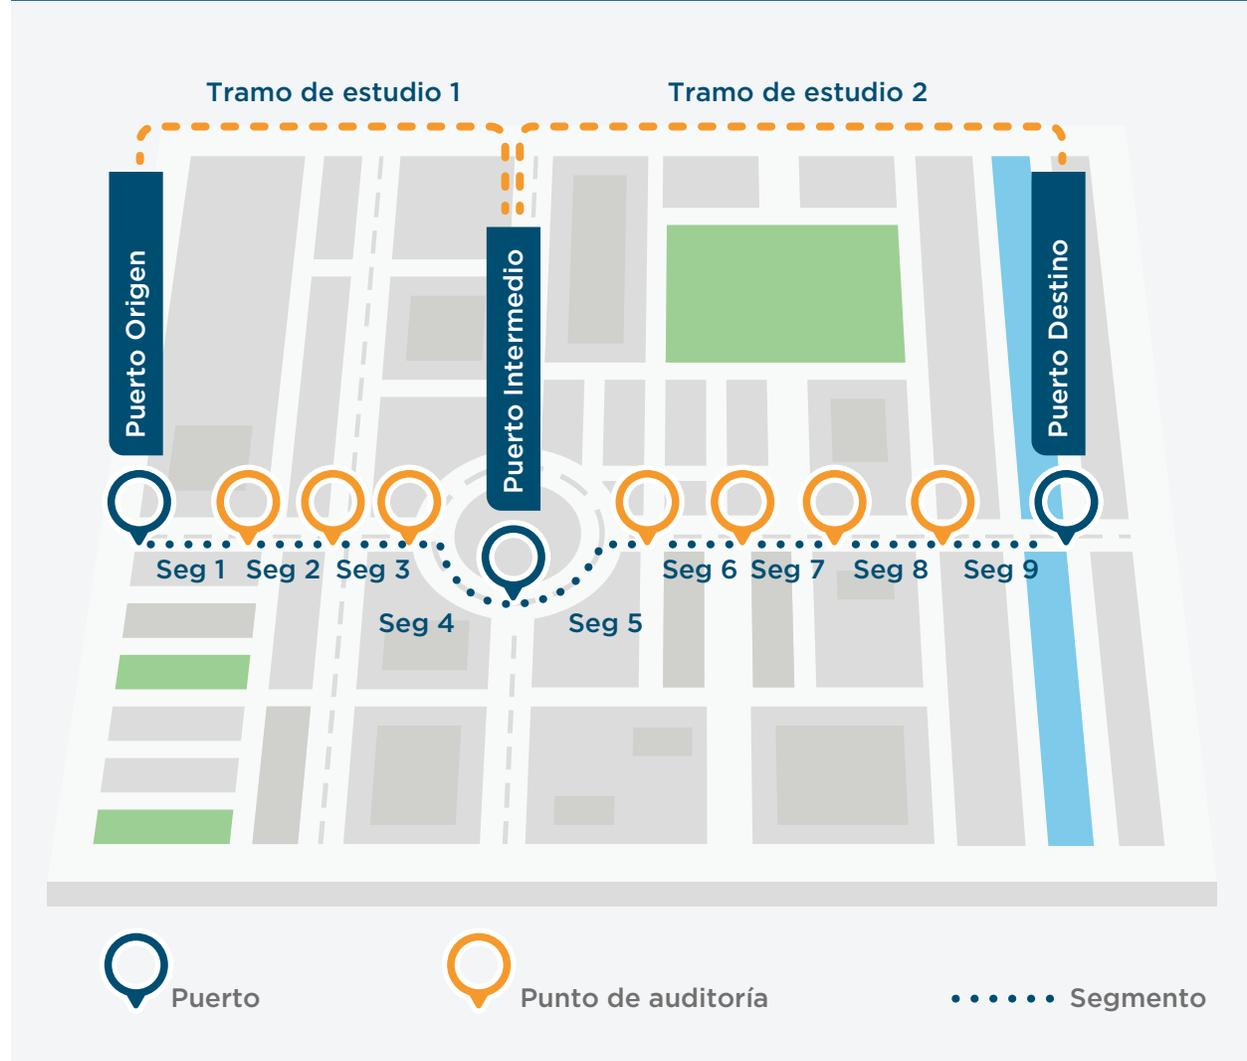 Tramo de estudio 1
Tramo de estudio 2
Puerto Origen
Puerto Intermedio
Puerto Destino
Seg 1
Seg 2
Seg 3
Seg 4
Seg 5
Seg 6
Seg 7
Seg 8
Seg 9
Puerto
Punto de auditoría
Segmento